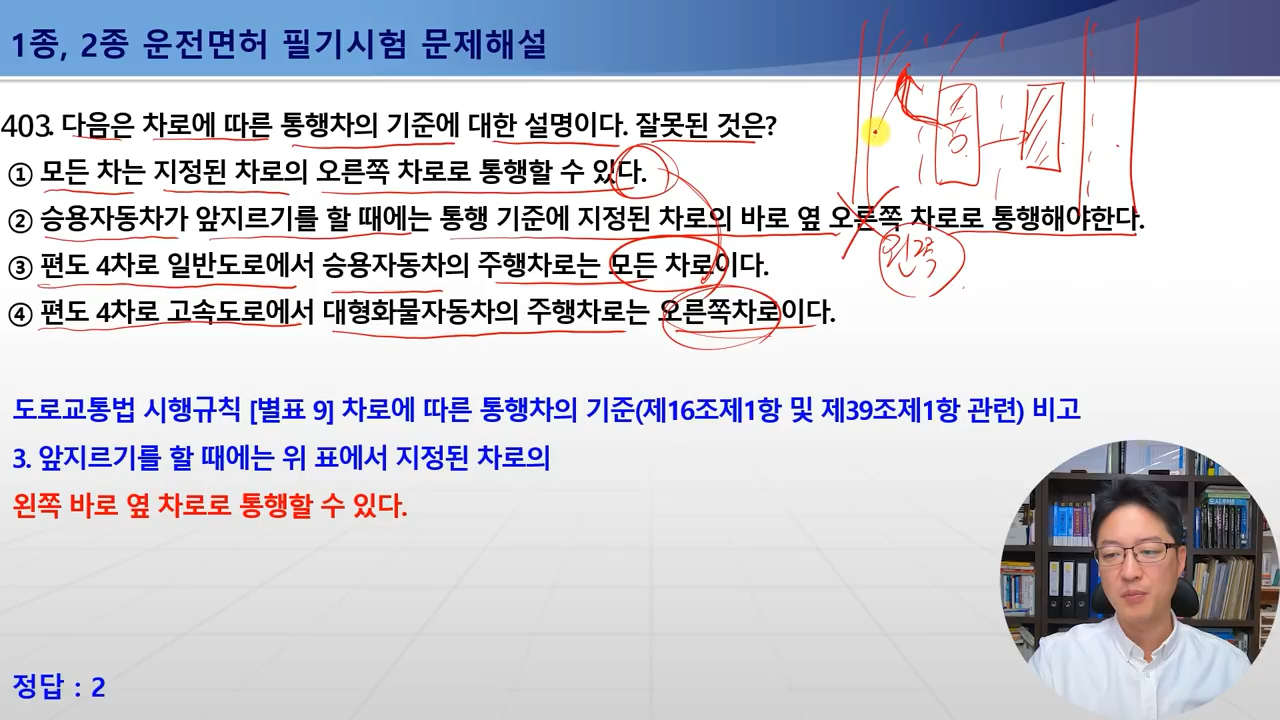 1종, 2종 운전면허 필기시험 문제해설
403. 다음은 차로에 따른 통행차의 기준에 대한 설명이다. 잘못된 것은?
① 모든 차는 지정된 차로의 오른쪽 차로로 통행할 수 있다.
② 승용자동차가 앞지르기를 할 때에는 통행 기준에 지정된 차로의 바로 옆 오른쪽 차로로 통행해야한다.
왼쪽
③ 편도 4차로 일반도로에서 승용자동차의 주행차로는 모든 차로이다.
④ 편도 4차로 고속도로에서 대형화물자동차의 주행차로는 오른쪽차로이다.
도로교통법 시행규칙 [별표 9] 차로에 따른 통행차의 기준(제16조제1항 및 제39조제1항 관련) 비고
3. 앞지르기를 할 때에는 위 표에서 지정된 차로의
왼쪽 바로 옆 차로로 통행할 수 있다.
정답 : 2